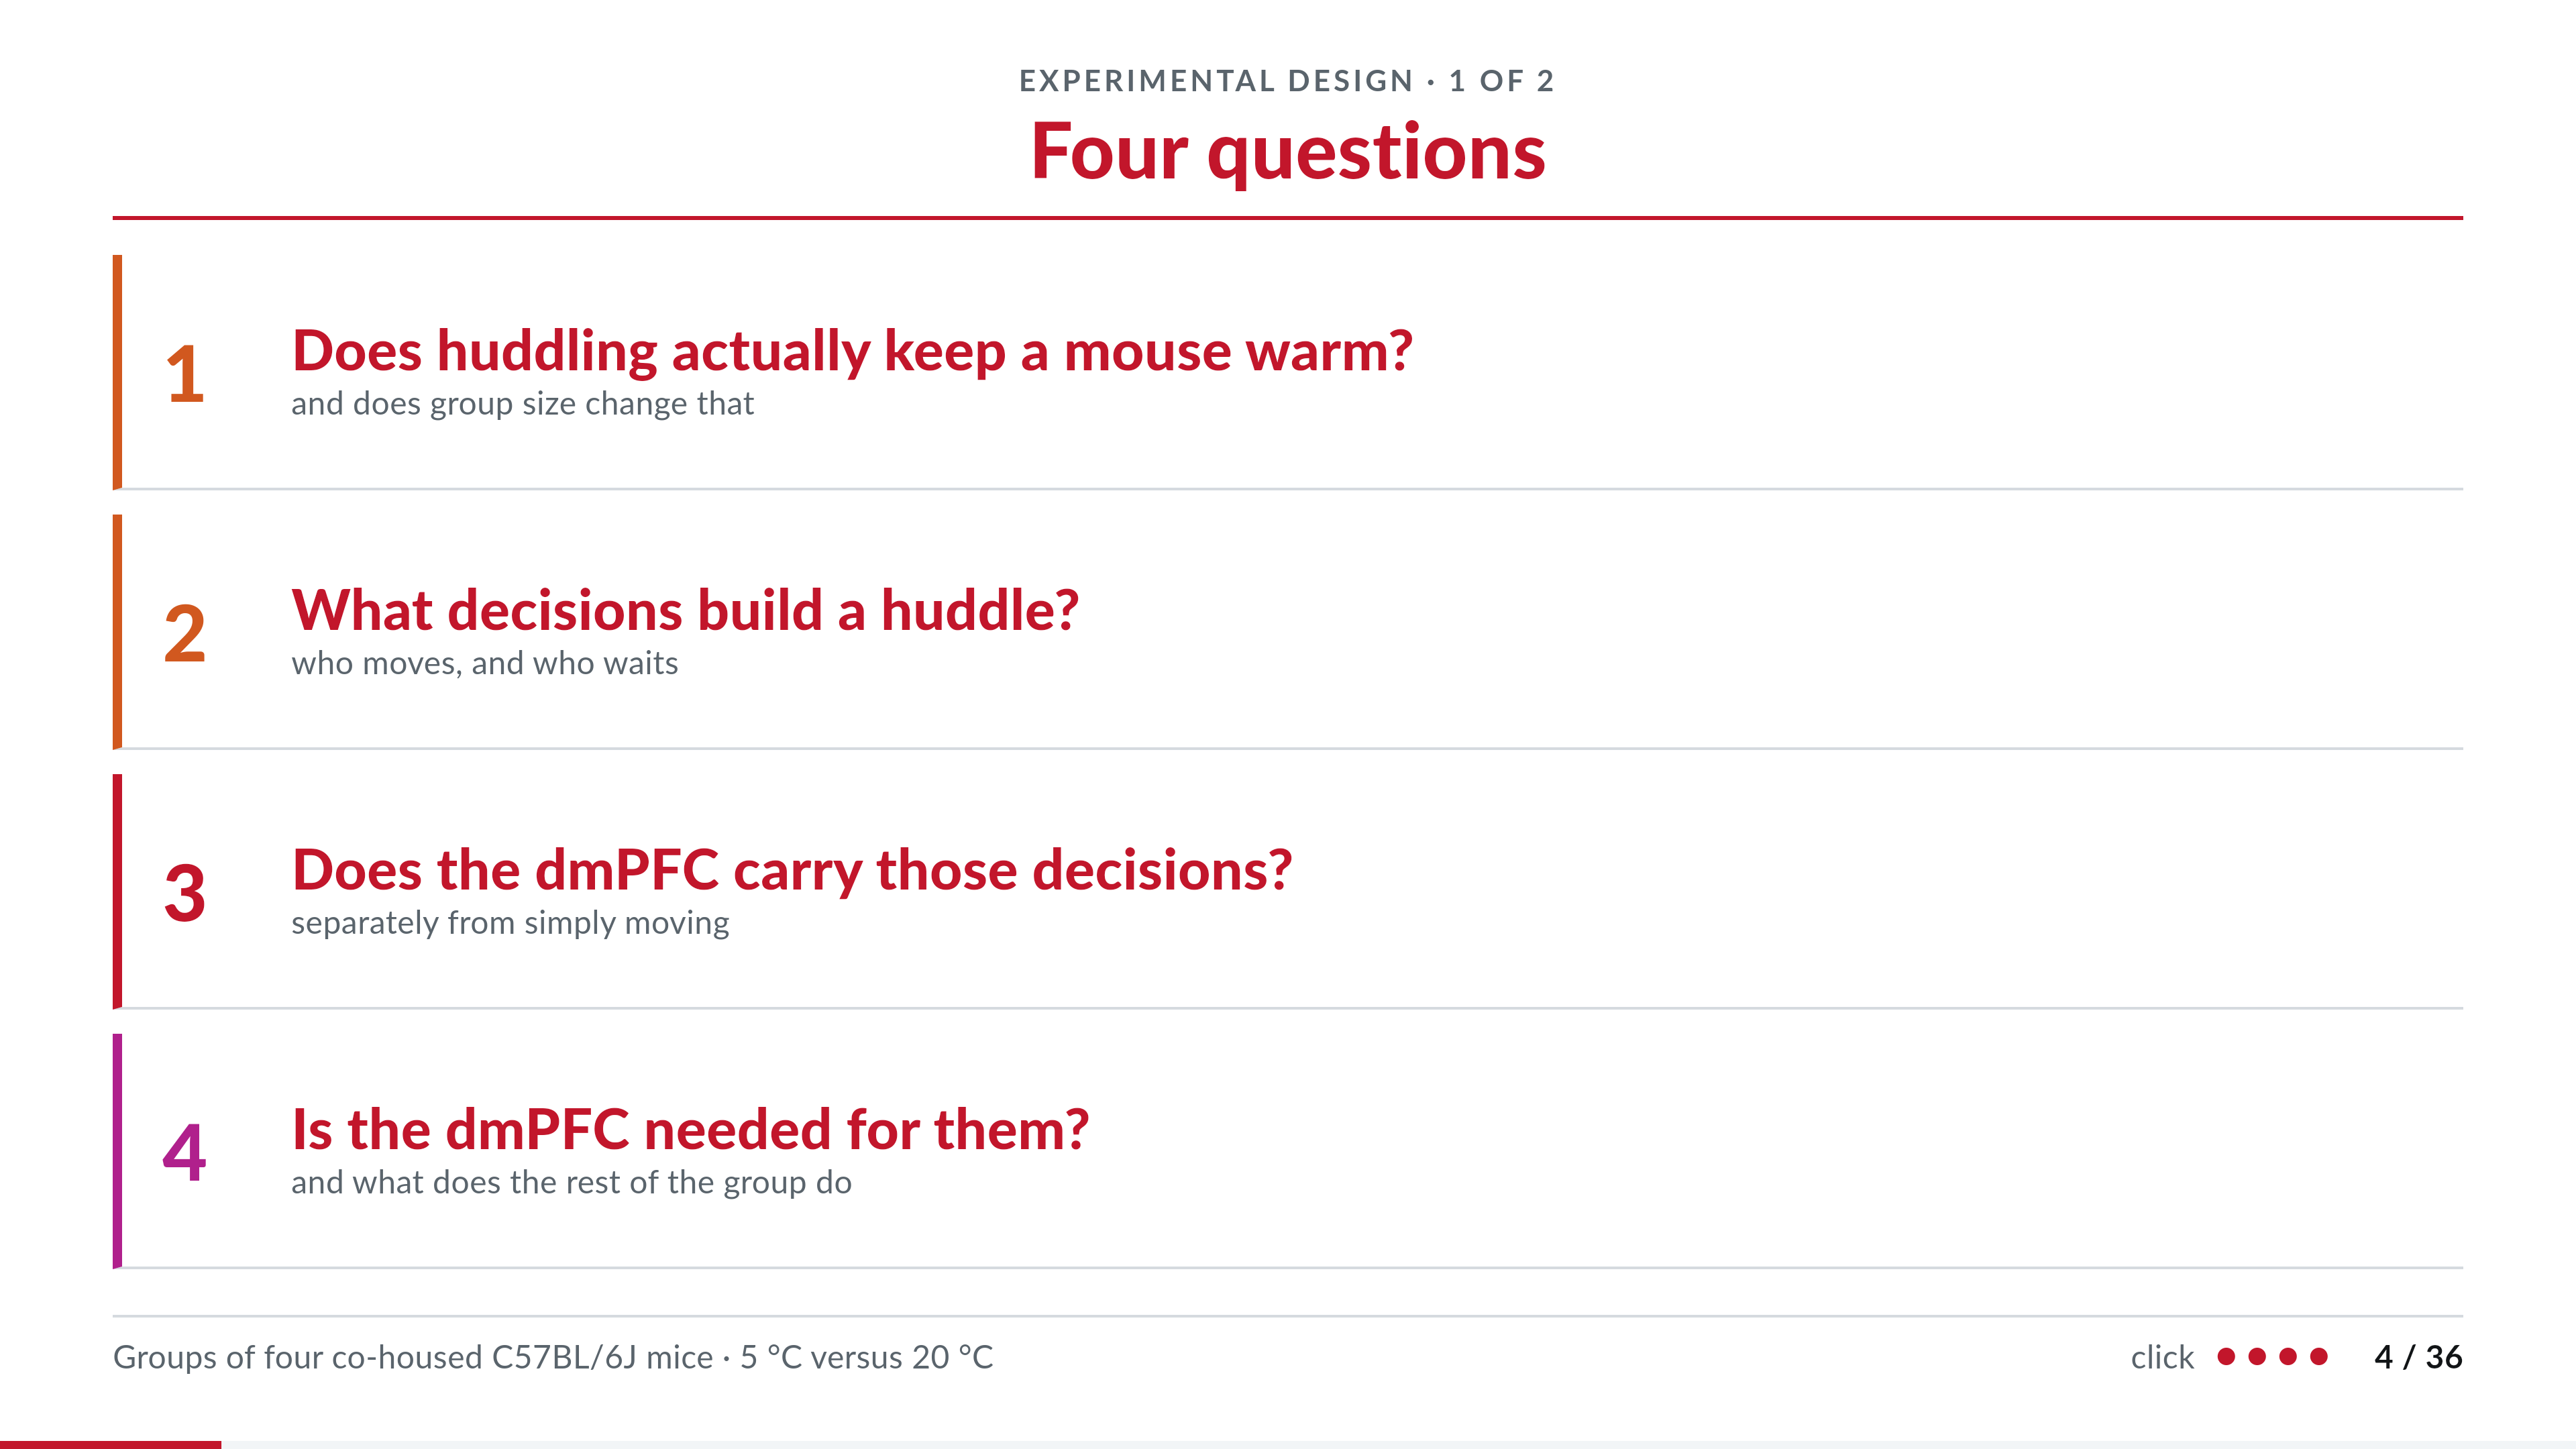 EXPERIMENTAL DESIGN · 1 OF 2
Four questions
1
Does huddling actually keep a mouse warm?
and does group size change that
2
What decisions build a huddle?
who moves, and who waits
3
Does the dmPFC carry those decisions?
separately from simply moving
4
Is the dmPFC needed for them?
and what does the rest of the group do
Groups of four co-housed C57BL/6J mice · 5 °C versus 20 °C
click
4 / 36